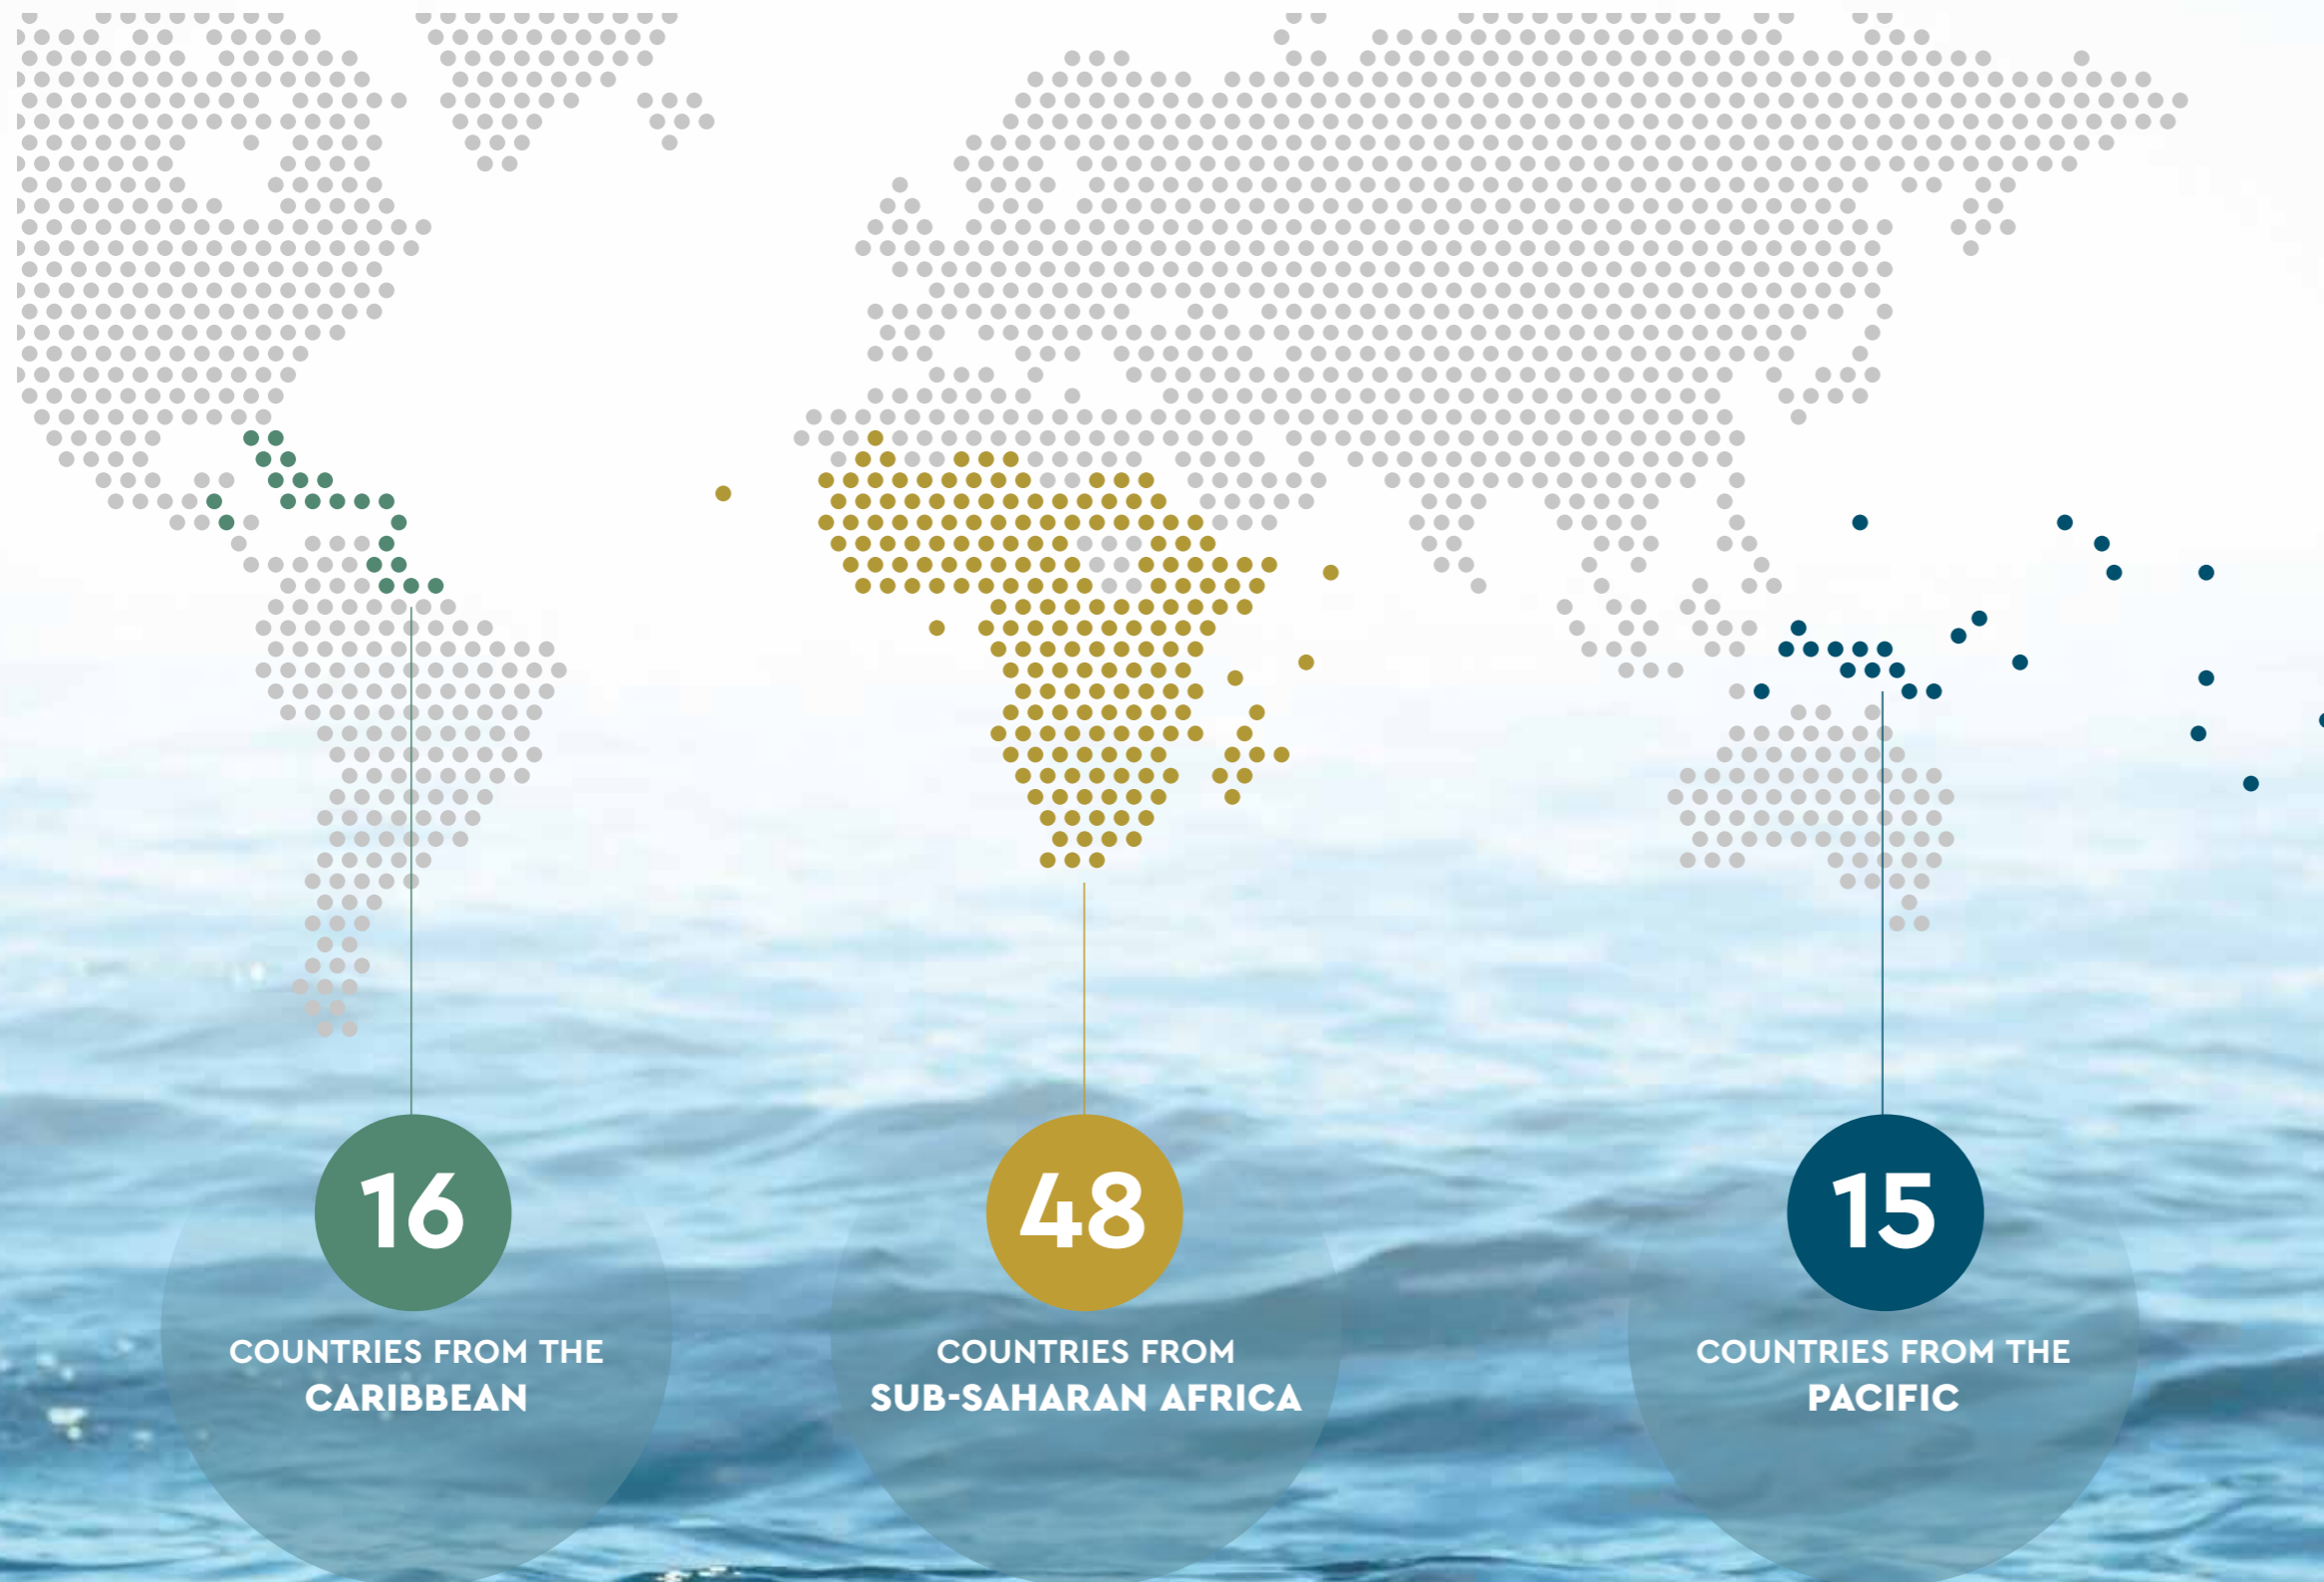 16
COUNTRIES FROM THE
CARIBBEAN
48
COUNTRIES FROM
SUB-SAHARAN AFRICA
15
COUNTRIES FROM THE
PACIFIC